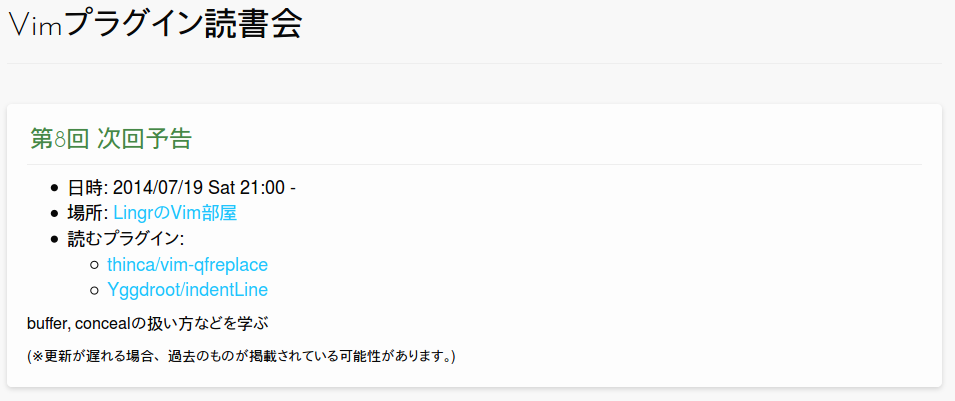 Vimプラグイン読書会
第8回 次回予告
日時: 2014/07/19 Sat 21:00 -
場所: LingrのVim部屋
読むプラグイン:
thinca/vim-qfreplace
Yggdroot/indentLine
buffer, concealの扱い方などを学ぶ
(※更新が遅れる場合、過去のものが掲載されている可能性があります。)